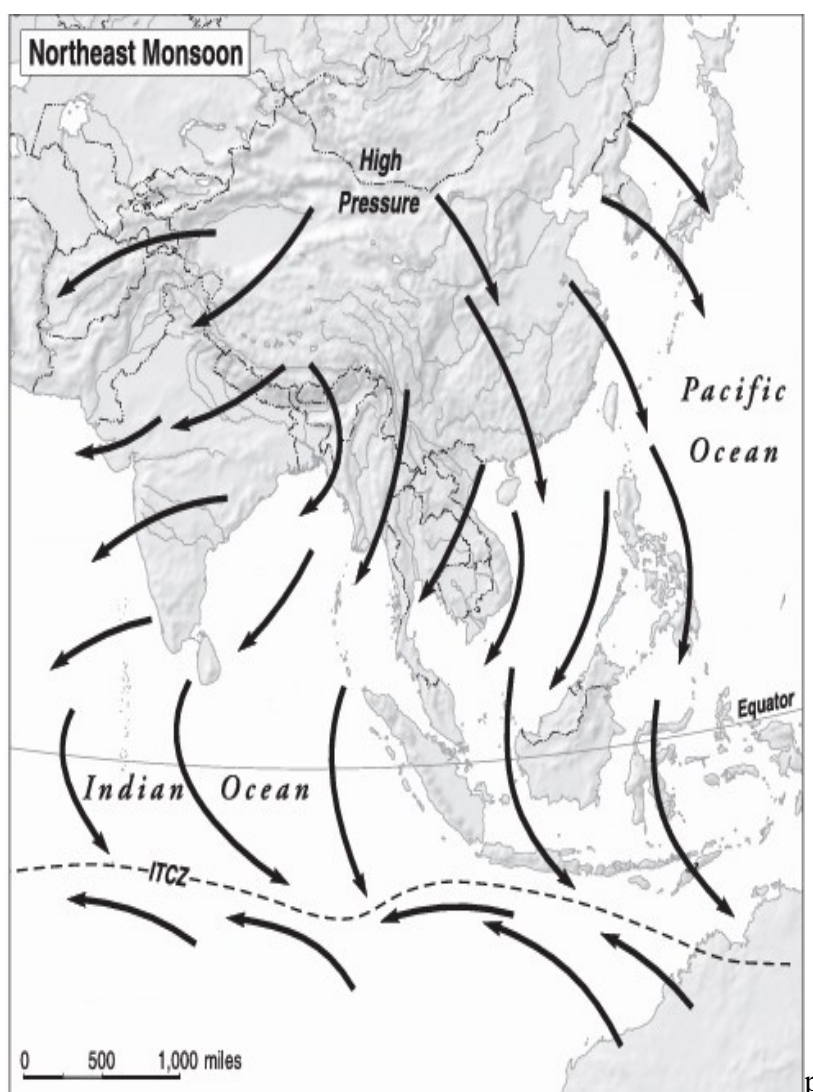 Northeast Monsoon
High
Pressure
Pacific
Ocean
Equator
Indian Ocean
ITCZ
0 500 1,000 miles
p